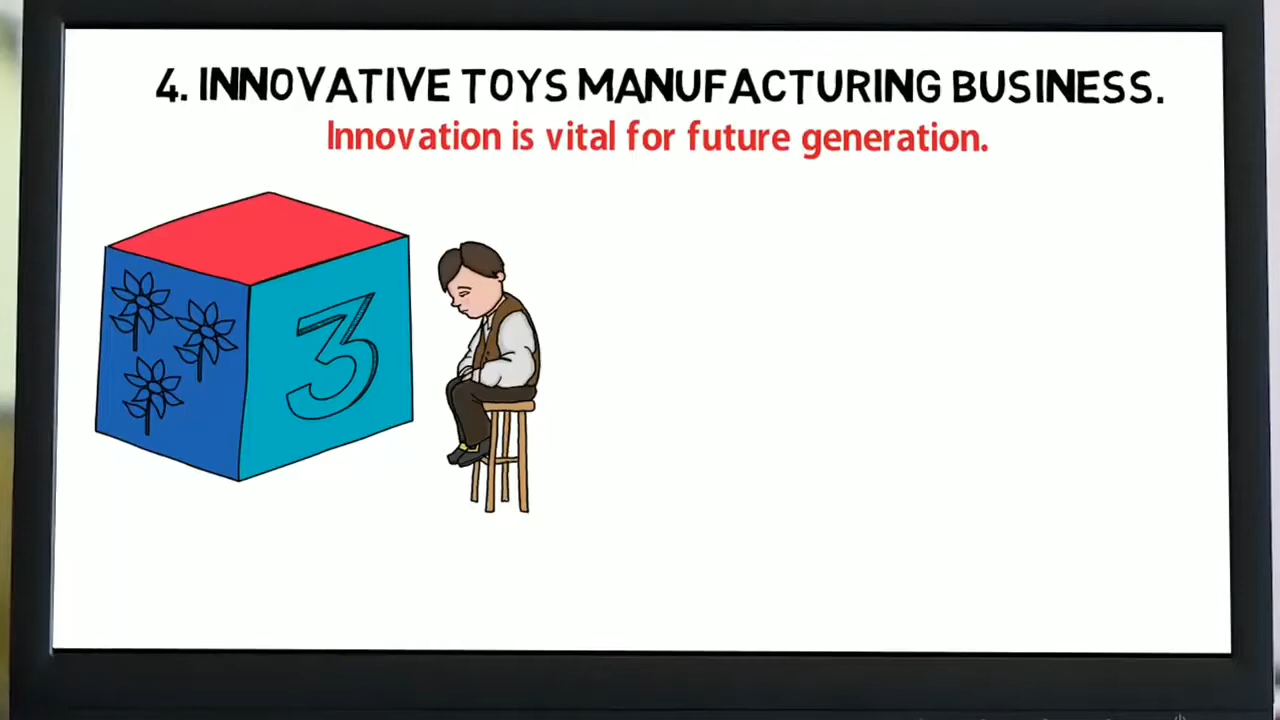 4. INNOVATIVE TOYS MANUFACTURING BUSINESS.
Innovation is vital for future generation.
3